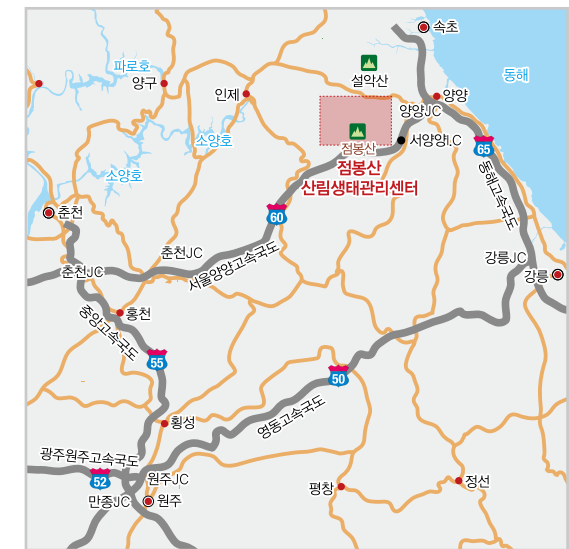 속초
파로호
설악산
동해
양구
인제
양양
양양JC
소양호
서양양I.C
점봉산
65
점봉산
산림생태관리센터
소양호
동해고속국도
춘천
60
춘천JC
강릉JC
서울양양고속국도
춘천JC
강릉
홍천
중앙고속국도
55
50
횡성
영동고속국도
광주원주고속국도
52
원주JC
평창
정선
만종JC
원주